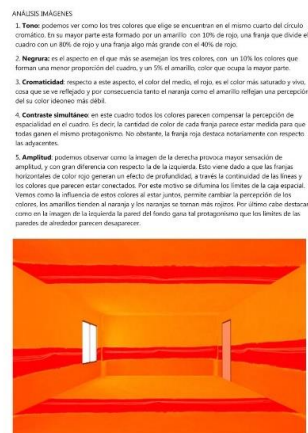 ANÁLISIS IMÁGENES
1. Tono: podemos ver como los tres colores que elige se encuentran en el mismo cuarto del círculo
cromático. En su mayor parte esta formado por un amarillo con 10% de rojo, una franja que divide el
cuadro con un 80% de rojo y una franja algo más grande con el 40% de rojo.
2. Negrura: es el aspecto en el que más se asemejan los tres colores, con un 10% los colores que
forman una menor proporción del cuadro, y un 5% el amarillo, color que ocupa la mayor parte.
3. Cromaticidad: respecto a este aspecto, el color del medio, el rojo, es el color más saturado y vivo,
cosa que se ve reflejado y por consecuencia tanto el naranja como el amarillo reflejan una percepción
del su color ideoneo más débil.
4. Contraste simultáneo: en este cuadro todos los colores parecen compensar la percepción de
espacialidad en el cuadro. Es decir, la cantidad de color de cada franja parece estar medida para que
todas ganen el mismo protagonismo. No obstante, la franja roja destaca notariamente con respecto
las adyacentes.
5. Amplitud: podemos observar como la imagen de la derecha provoca mayor sensación de
amplitud, y con gran diferencia con respecto la de la izquierda. Esto viene dado a que las franjas
horizontales de color rojo generan un efecto de profundidad, a través la continuidad de las líneas y
los colores que parecen estar conectados. Por este motivo se difumina los límites de la caja espacial.
Vemos como la influencia de estos colores al estar juntos, permite cambiar la percepción de los
colores, los amarillos tienden al naranja y los naranjas se tornan más rojizos. Por último cabe destacar
como en la imagen de la izquierda la pared del fondo gana tal protagonismo que los límites de las
paredes de alrededor parecen desaparecer.